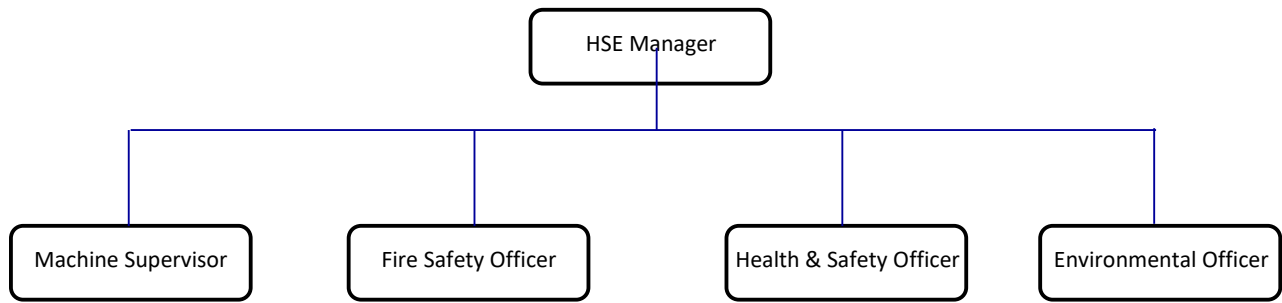 HSE Manager
Machine Supervisor
Fire Safety Officer
Health & Safety Officer
Environmental Officer